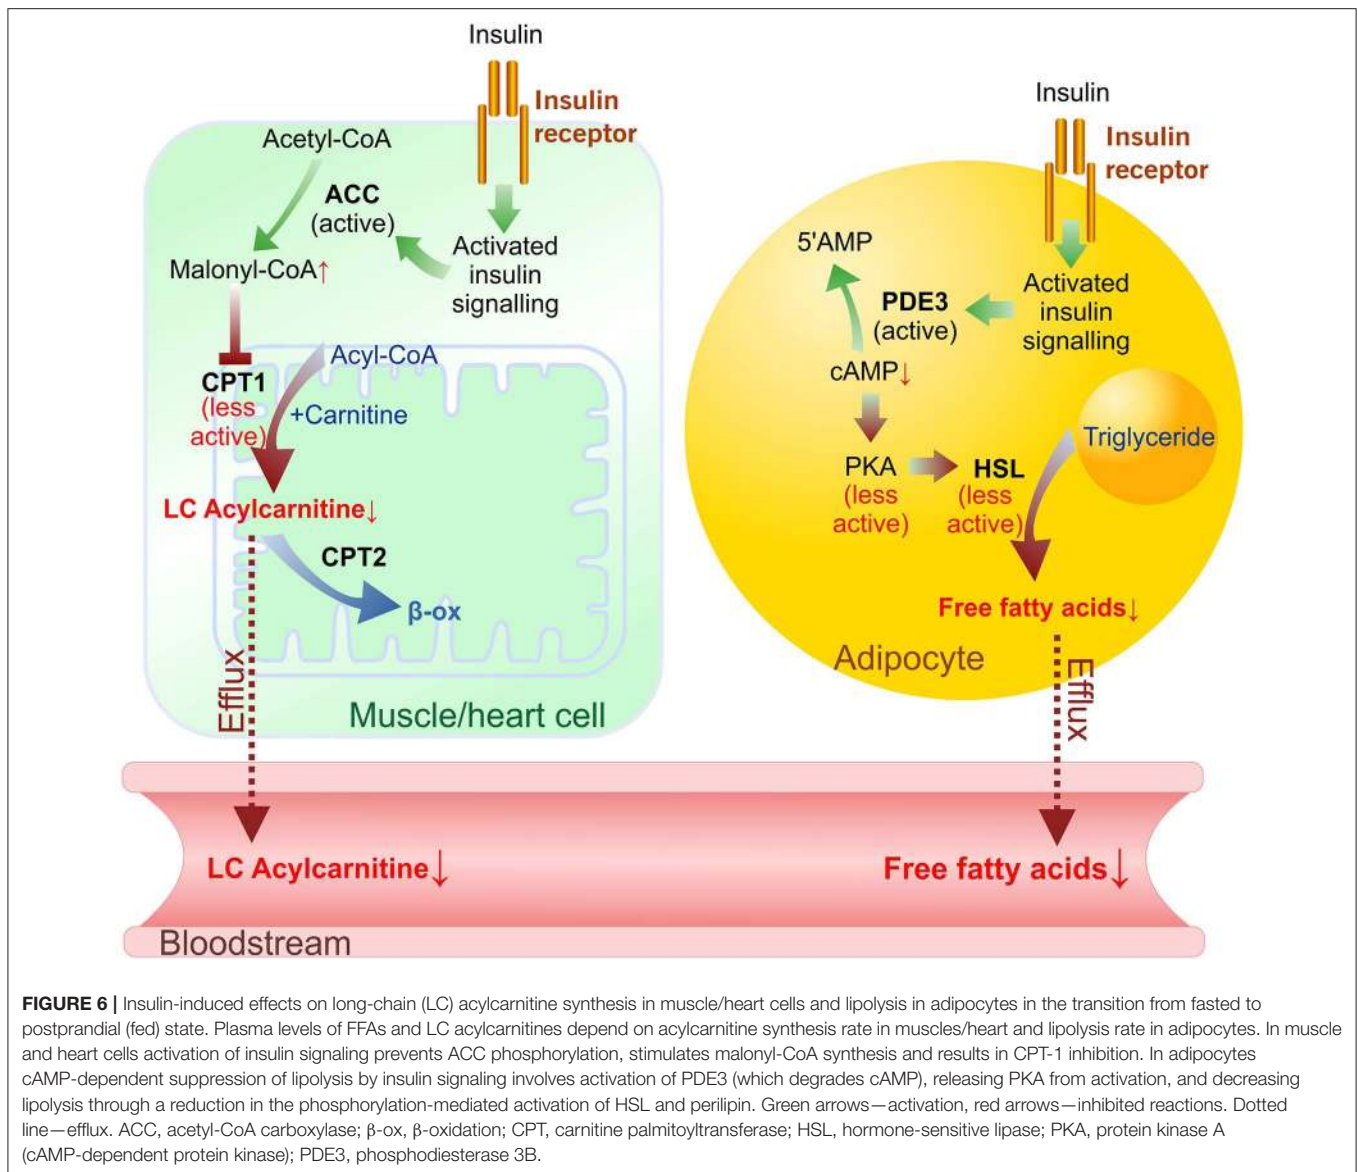 Insulin
Insulin
receptor
Acetyl-CoA
ACC
(active)
Activated
insulin
signalling
Malonyl-CoA↑
Acyl-CoA
CPT1
(less
active)
+Carnitine
LC Acylcarnitine↓
CPT2
β-ox
Efflux
Muscle/heart cell
Insulin
Insulin
receptor
5'AMP
PDE3
(active)
Activated
insulin
signalling
cAMP↓
Triglyceride
PKA
(less
active)
HSL
(less
active)
Free fatty acids↓
Adipocyte
Efflux
LC Acylcarnitine↓
Free fatty acids↓
Bloodstream
FIGURE 6 | Insulin-induced effects on long-chain (LC) acylcarnitine synthesis in muscle/heart cells and lipolysis in adipocytes in the transition from fasted to
postprandial (fed) state. Plasma levels of FFAs and LC acylcarnitines depend on acylcarnitine synthesis rate in muscles/heart and lipolysis rate in adipocytes. In muscle
and heart cells activation of insulin signaling prevents ACC phosphorylation, stimulates malonyl-CoA synthesis and results in CPT-1 inhibition. In adipocytes
cAMP-dependent suppression of lipolysis by insulin signaling involves activation of PDE3 (which degrades cAMP), releasing PKA from activation, and decreasing
lipolysis through a reduction in the phosphorylation-mediated activation of HSL and perilipin. Green arrows—activation, red arrows—inhibited reactions. Dotted
line—efflux. ACC, acetyl-CoA carboxylase; β-ox, β-oxidation; CPT, carnitine palmitoyltransferase; HSL, hormone-sensitive lipase; PKA, protein kinase A
(cAMP-dependent protein kinase); PDE3, phosphodiesterase 3B.